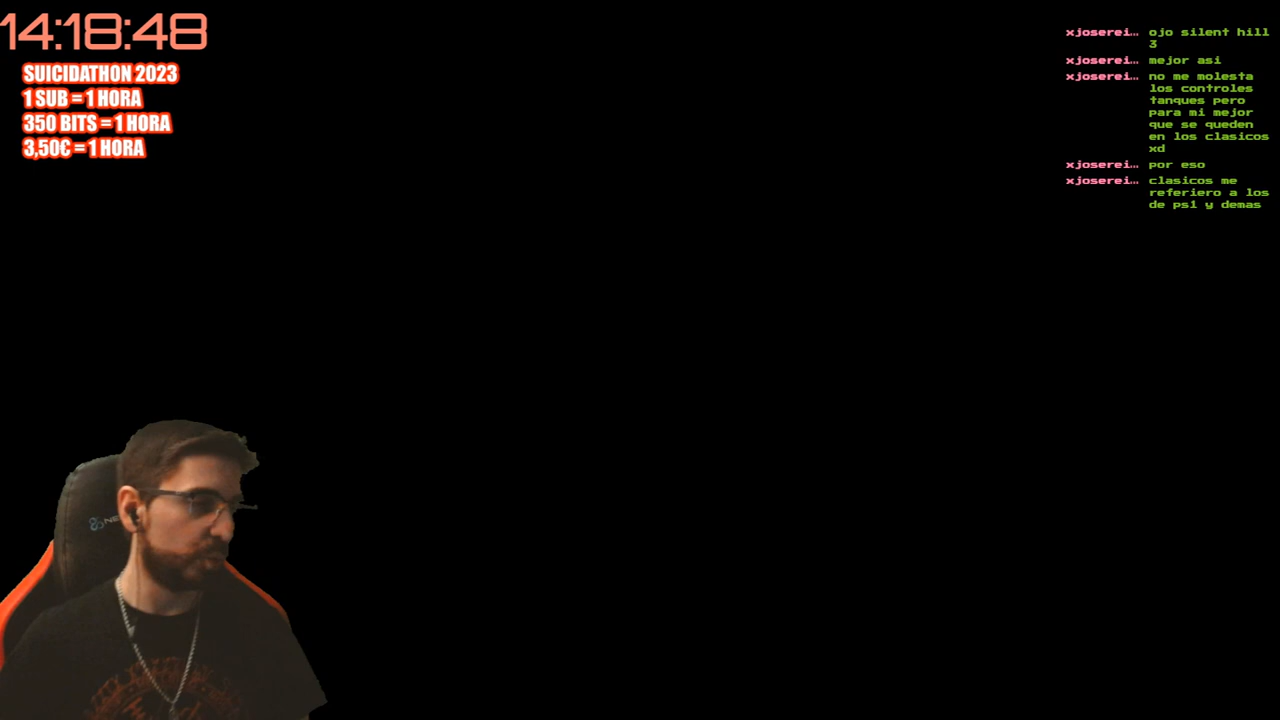 14:18:48
SUICIDATHON 2023
1 SUB = 1 HORA
350 BITS = 1 HORA
3,50€ = 1 HORA
xjoserei… ojo silent hill
3
xjoserei… mejor asi
xjoserei… no me molesta
los controles
tanques pero
para mi mejor
que se queden
en los clasicos
xd
xjoserei… por eso
xjoserei… clasicos me
referiero a los
de ps1 y demas